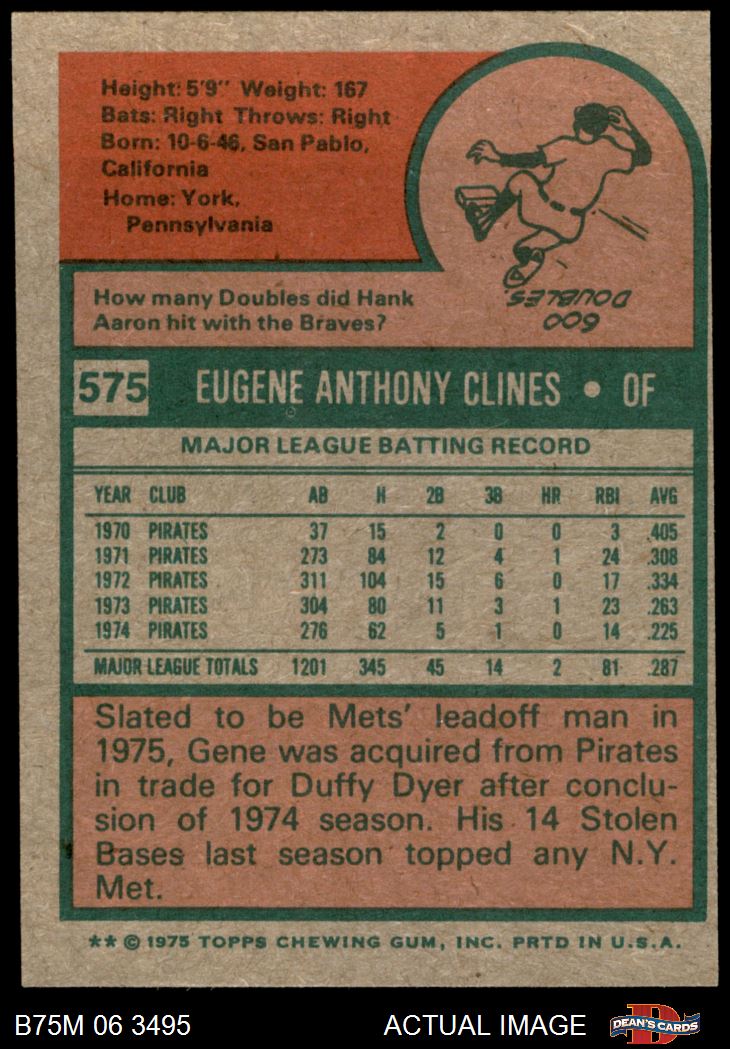 Height: 5'9" Weight: 167
Bats: Right Throws: Right
Born: 10-6-46, San Pablo,
California
Home: York,
Pennsylvania
600
DOUBLES.
How many Doubles did Hank
Aaron hit with the Braves?
575 EUGENE ANTHONY CLINES • OF
MAJOR LEAGUE BATTING RECORD
YEAR CLUB AB H 2B 3B HR RBI AVG
1970 PIRATES 37 15 2 0 0 3 .405
1971 PIRATES 273 84 12 4 1 24 .308
1972 PIRATES 311 104 15 6 0 17 .334
1973 PIRATES 304 80 11 3 1 23 .263
1974 PIRATES 276 62 5 1 0 14 .225
MAJOR LEAGUE TOTALS 1201 345 45 14 2 81 .287
Slated to be Mets' leadoff man in
1975, Gene was acquired from Pirates
in trade for Duffy Dyer after conclu-
sion of 1974 season. His 14 Stolen
Bases last season topped any N.Y.
Met.
** © 1975 TOPPS CHEWING GUM, INC. PRTD IN U.S.A.
B75M 06 3495 ACTUAL IMAGE DEAN'S CARDS